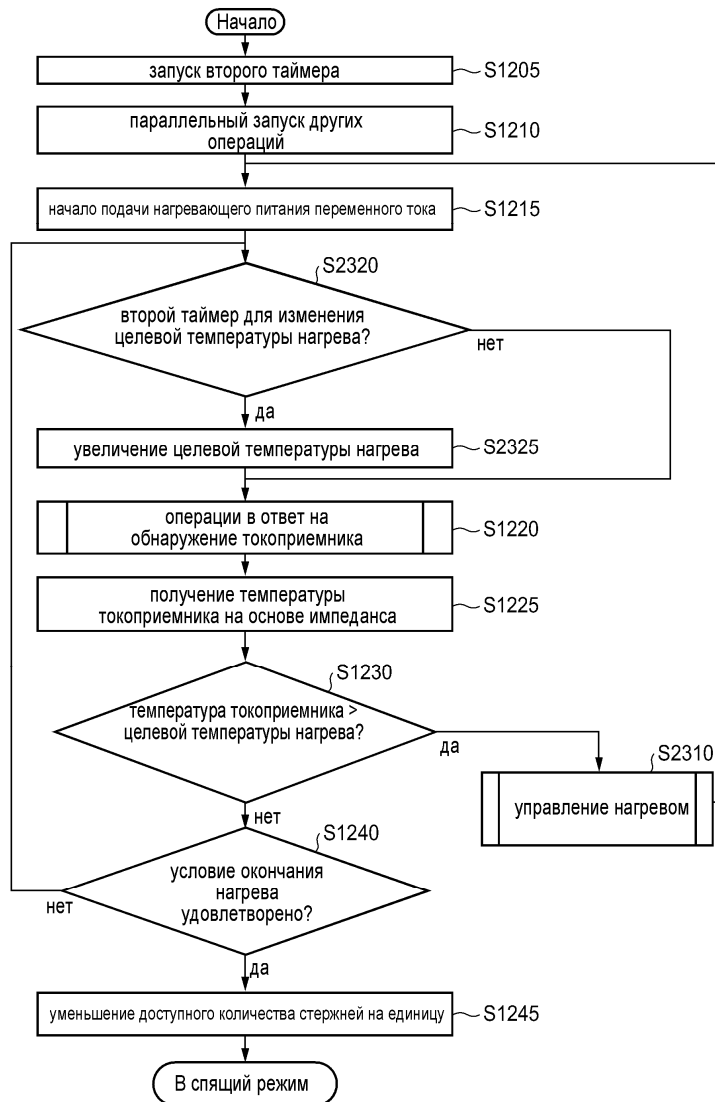 Начало
запуск второго таймера
S1205
параллельный запуск других
операций
S1210
начало подачи нагревающего питания переменного тока
S1215
S2320
второй таймер для изменения
целевой температуры нагрева?
нет
да
увеличение целевой температуры нагрева
S2325
операции в ответ на
обнаружение токоприемника
S1220
получение температуры
токоприемника на основе импеданса
S1225
S1230
температура токоприемника >
целевой температуры нагрева?
да
S2310
управление нагревом
нет
S1240
условие окончания
нагрева
удовлетворено?
нет
да
уменьшение доступного количества стержней на единицу
S1245
В спящий режим